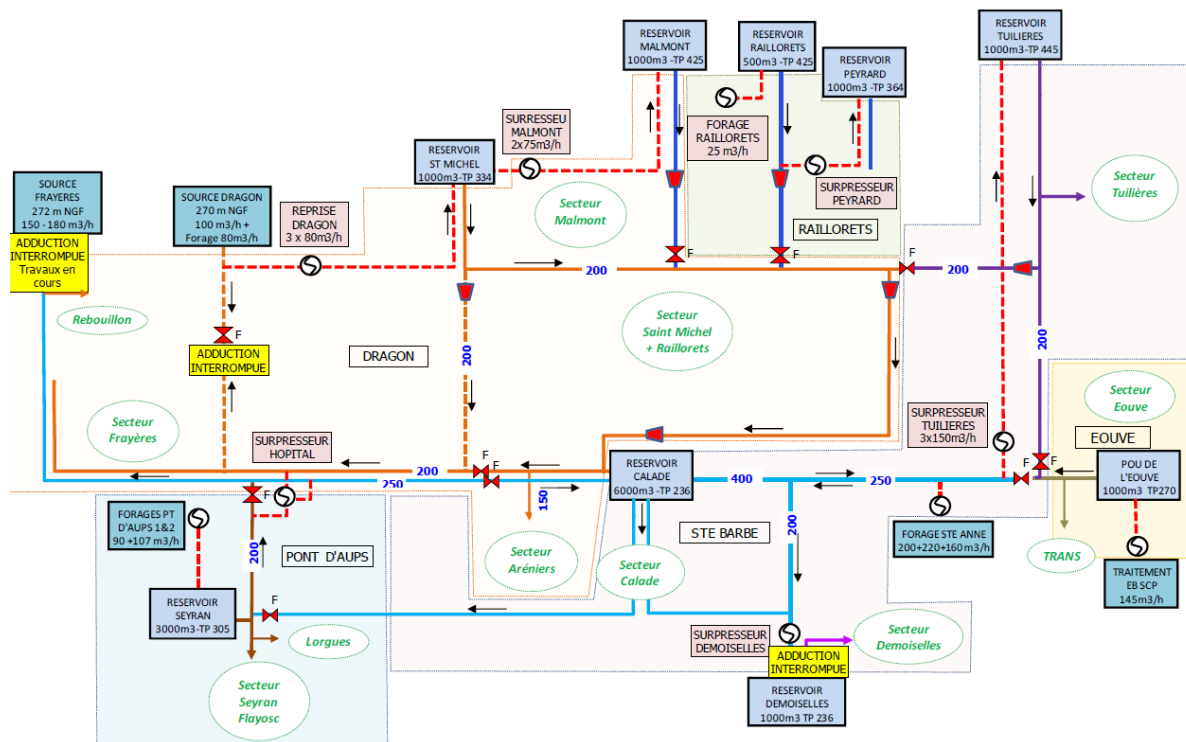 RESERVOIR
MALMONT
1000m3 -TP 425
RESERVOIR
RAILLORETS
500m3 -TP 425
RESERVOIR
PEYRARD
1000m3 -TP 364
RESERVOIR
TUILIERES
1000m3 -TP 445
SURRESSEU
MALMONT
2x75m3/h
FORAGE
RAILLORETS
25 m3/h
RESERVOIR
ST MICHEL
1000m3 -TP 334
SURPRESSEUR
PEYRARD
Secteur
Tuilières
SOURCE
FRAYERES
272 m NGF
150 - 180 m3/h
ADDUCTION
INTERROMPUE
Travaux en
cours
SOURCE DRAGON
270 m NGF
100 m3/h +
Forage 80m3/h
REPRISE
DRAGON
3 x 80m3/h
Secteur
Malmont
RAILLORETS
F
F
F
200
200
Rebouillon
F
ADDUCTION
INTERROMPUE
DRAGON
200
Secteur
Saint Michel
+ Raillorets
200
Secteur
Eouve
Secteur
Frayères
SURPRESSEUR
HOPITAL
SURPRESSEUR
TUILIERES
3x150m3/h
EOUVE
200
F
F
250
150
RESERVOIR
CALADE
6000m3 -TP 236
400
250
F
F
POU DE
L'EOUVE
1000m3 TP270
F
FORAGES PT
D'AUPS 1&2
90 +107 m3/h
200
PONT D'AUPS
Secteur
Aréniers
Secteur
Calade
200
STE BARBE
FORAGE STE ANNE
200+220+160 m3/h
TRANS
TRAITEMENT
EB SCP
145m3/h
RESERVOIR
SEYRAN
3000m3-TP 305
F
Lorgues
SURPRESSEUR
DEMOISELLES
Secteur
Demoiselles
ADDUCTION
INTERROMPUE
Secteur
Seyran
Flayosc
RESERVOIR
DEMOISELLES
1000m3 TP 236